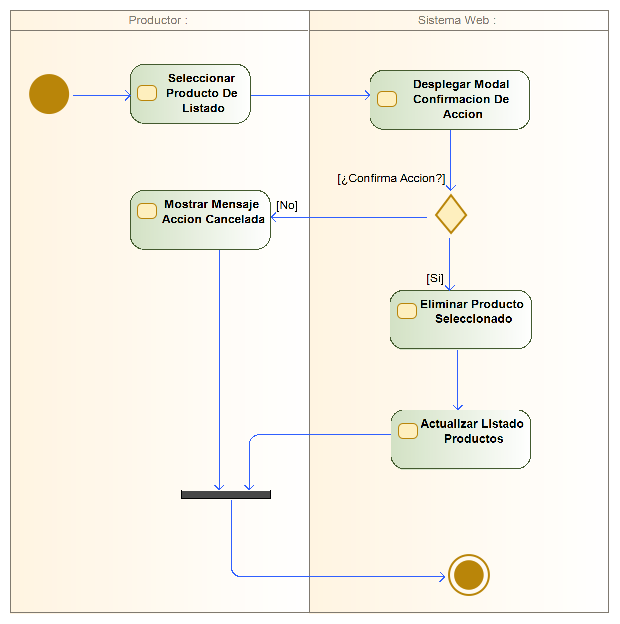 Productor :
Sistema Web :
Seleccionar
Producto De
Listado
Desplegar Modal
Confirmacion De
Accion
[¿Confirma Accion?]
Mostrar Mensaje
Accion Cancelada
[No]
[Si]
Eliminar Producto
Seleccionado
Actualizar Listado
Productos